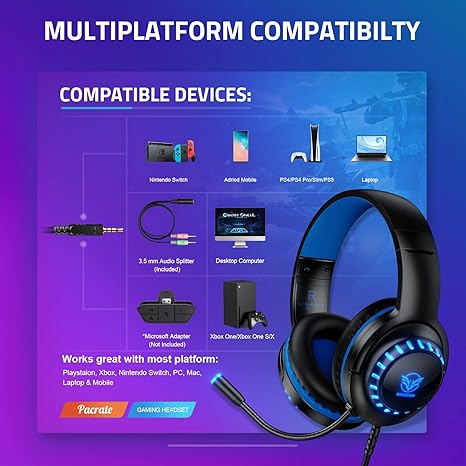 MULTIPLATFORM COMPATIBILTY
COMPATIBLE DEVICES:
Nintendo Switch
Adriod Mobile
PS4/PS4 Pro/Slim/PS5
Laptop
3.5 mm Audio Splitter
(Included)
Desktop Computer
*Microsoft Adapter
(Not Included)
Xbox One/Xbox One S/X
R
Works great with most platform:
Playstaion, Xbox, Nintendo Switch, PC, Mac,
Laptop & Mobile
Pacrate
GAMING HEADSET